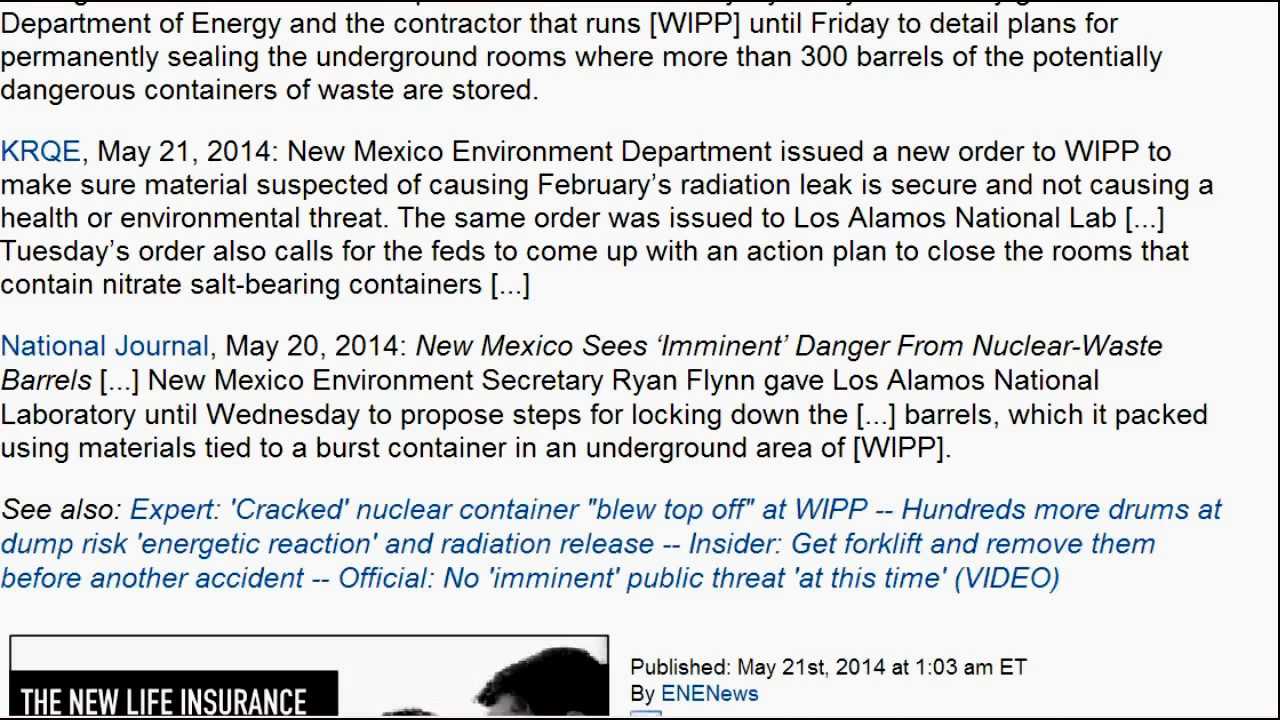 Department of Energy and the contractor that runs [WIPP] until Friday to detail plans for
permanently sealing the underground rooms where more than 300 barrels of the potentially
dangerous containers of waste are stored.
KRQE, May 21, 2014: New Mexico Environment Department issued a new order to WIPP to
make sure material suspected of causing February’s radiation leak is secure and not causing a
health or environmental threat. The same order was issued to Los Alamos National Lab [...]
Tuesday’s order also calls for the feds to come up with an action plan to close the rooms that
contain nitrate salt-bearing containers [...]
National Journal, May 20, 2014: New Mexico Sees ‘Imminent’ Danger From Nuclear-Waste
Barrels [...] New Mexico Environment Secretary Ryan Flynn gave Los Alamos National
Laboratory until Wednesday to propose steps for locking down the [...] barrels, which it packed
using materials tied to a burst container in an underground area of [WIPP].
See also: Expert: 'Cracked' nuclear container "blew top off" at WIPP -- Hundreds more drums at
dump risk 'energetic reaction' and radiation release -- Insider: Get forklift and remove them
before another accident -- Official: No 'imminent' public threat 'at this time' (VIDEO)
THE NEW LIFE INSURANCE
Published: May 21st, 2014 at 1:03 am ET
By ENENews